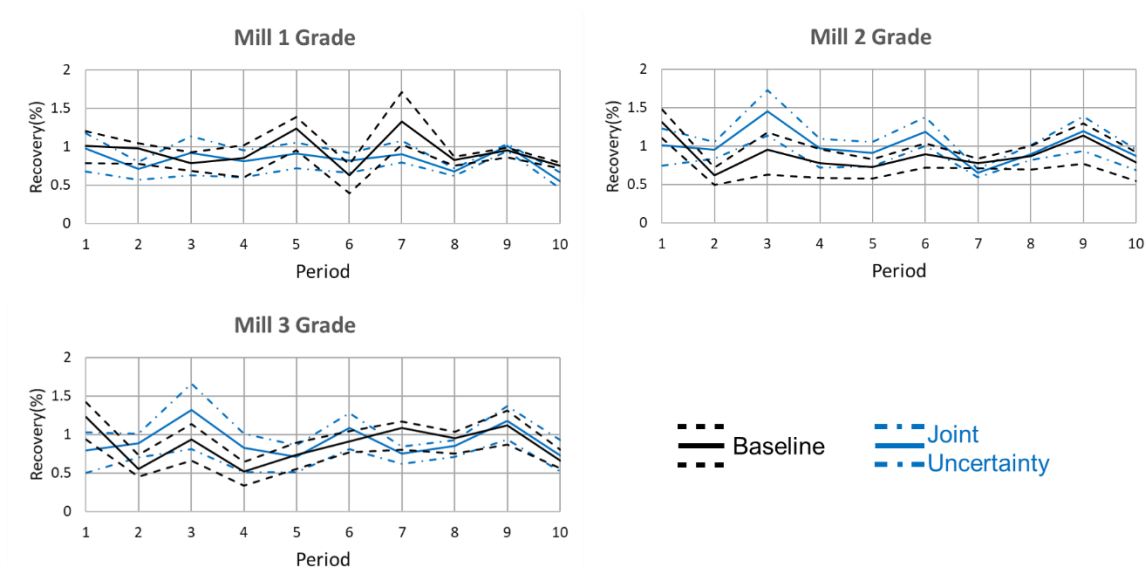 Mill 1 Grade
2
1.5
1
0.5
0
Recovery(%)
1 2 3 4 5 6 7 8 9 10
Period
Mill 2 Grade
2
1.5
1
0.5
0
Recovery(%)
1 2 3 4 5 6 7 8 9 10
Period
Mill 3 Grade
2
1.5
1
0.5
0
Recovery(%)
1 2 3 4 5 6 7 8 9 10
Period
Baseline
Joint
Uncertainty